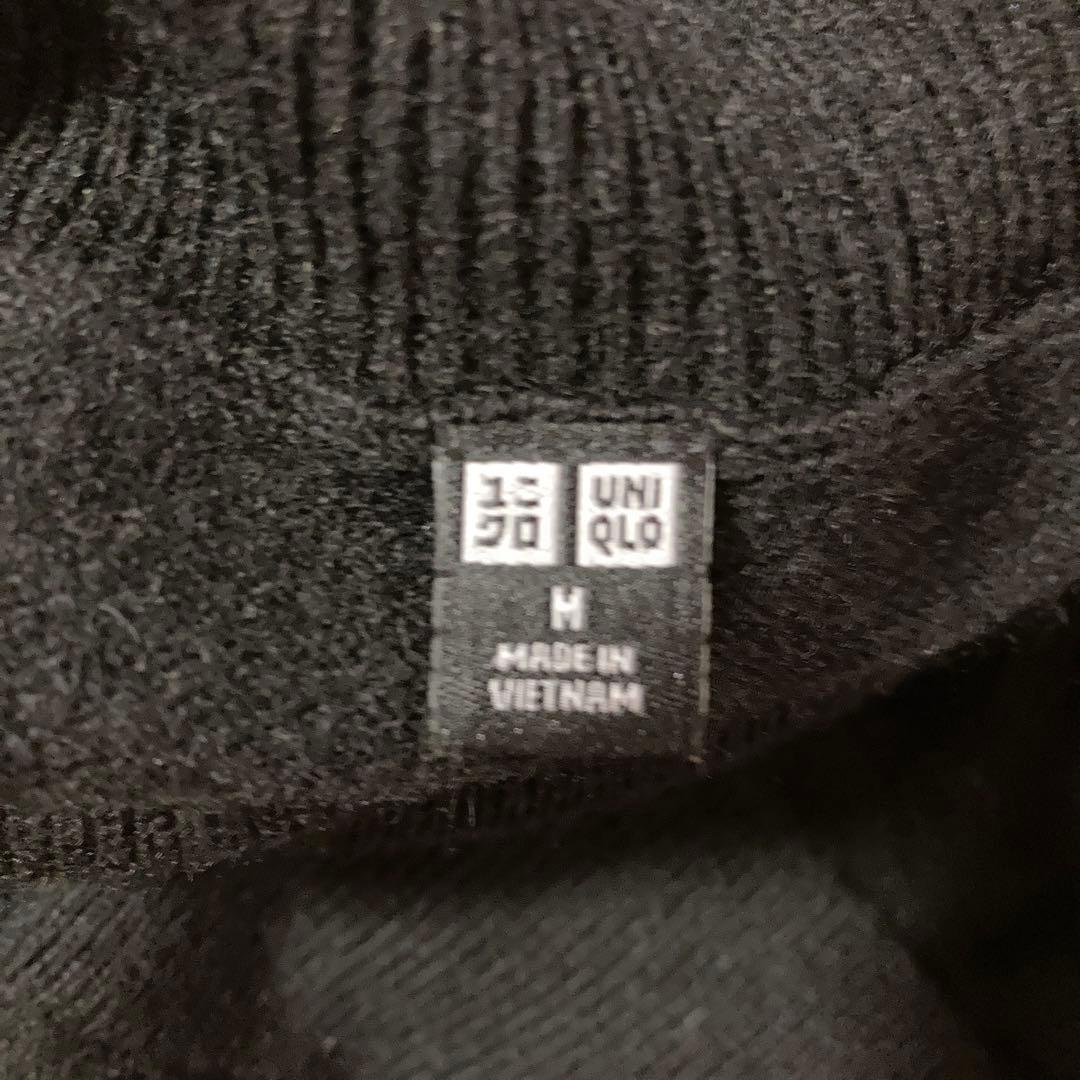 ユニ UNI
クロ QLO
M
MADE IN
VIETNAM